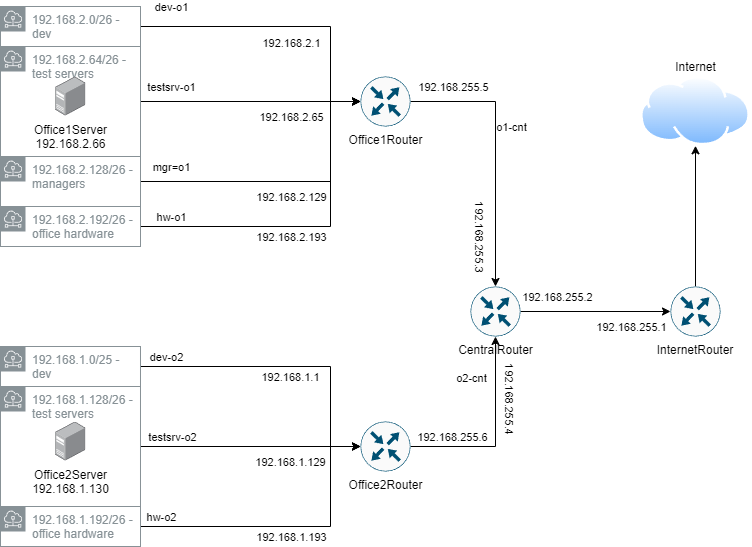 dev-o1
192.168.2.0/26 -
dev
192.168.2.1
192.168.2.64/26 -
test servers
testsrv-o1
192.168.2.65
Office1Server
192.168.2.66
192.168.2.128/26 -
managers
mgr=o1
192.168.2.129
192.168.2.192/26 -
office hardware
hw-o1
192.168.2.193
Office1Router
192.168.255.5
o1-cnt
192.168.255.3
Internet
192.168.255.2
192.168.255.1
CentralRouter
InternetRouter
o2-cnt
192.168.255.4
192.168.1.0/25 -
dev
dev-o2
192.168.1.1
192.168.1.128/26 -
test servers
testsrv-o2
192.168.1.129
Office2Server
192.168.1.130
192.168.1.192/26 -
office hardware
hw-o2
192.168.1.193
192.168.255.6
Office2Router